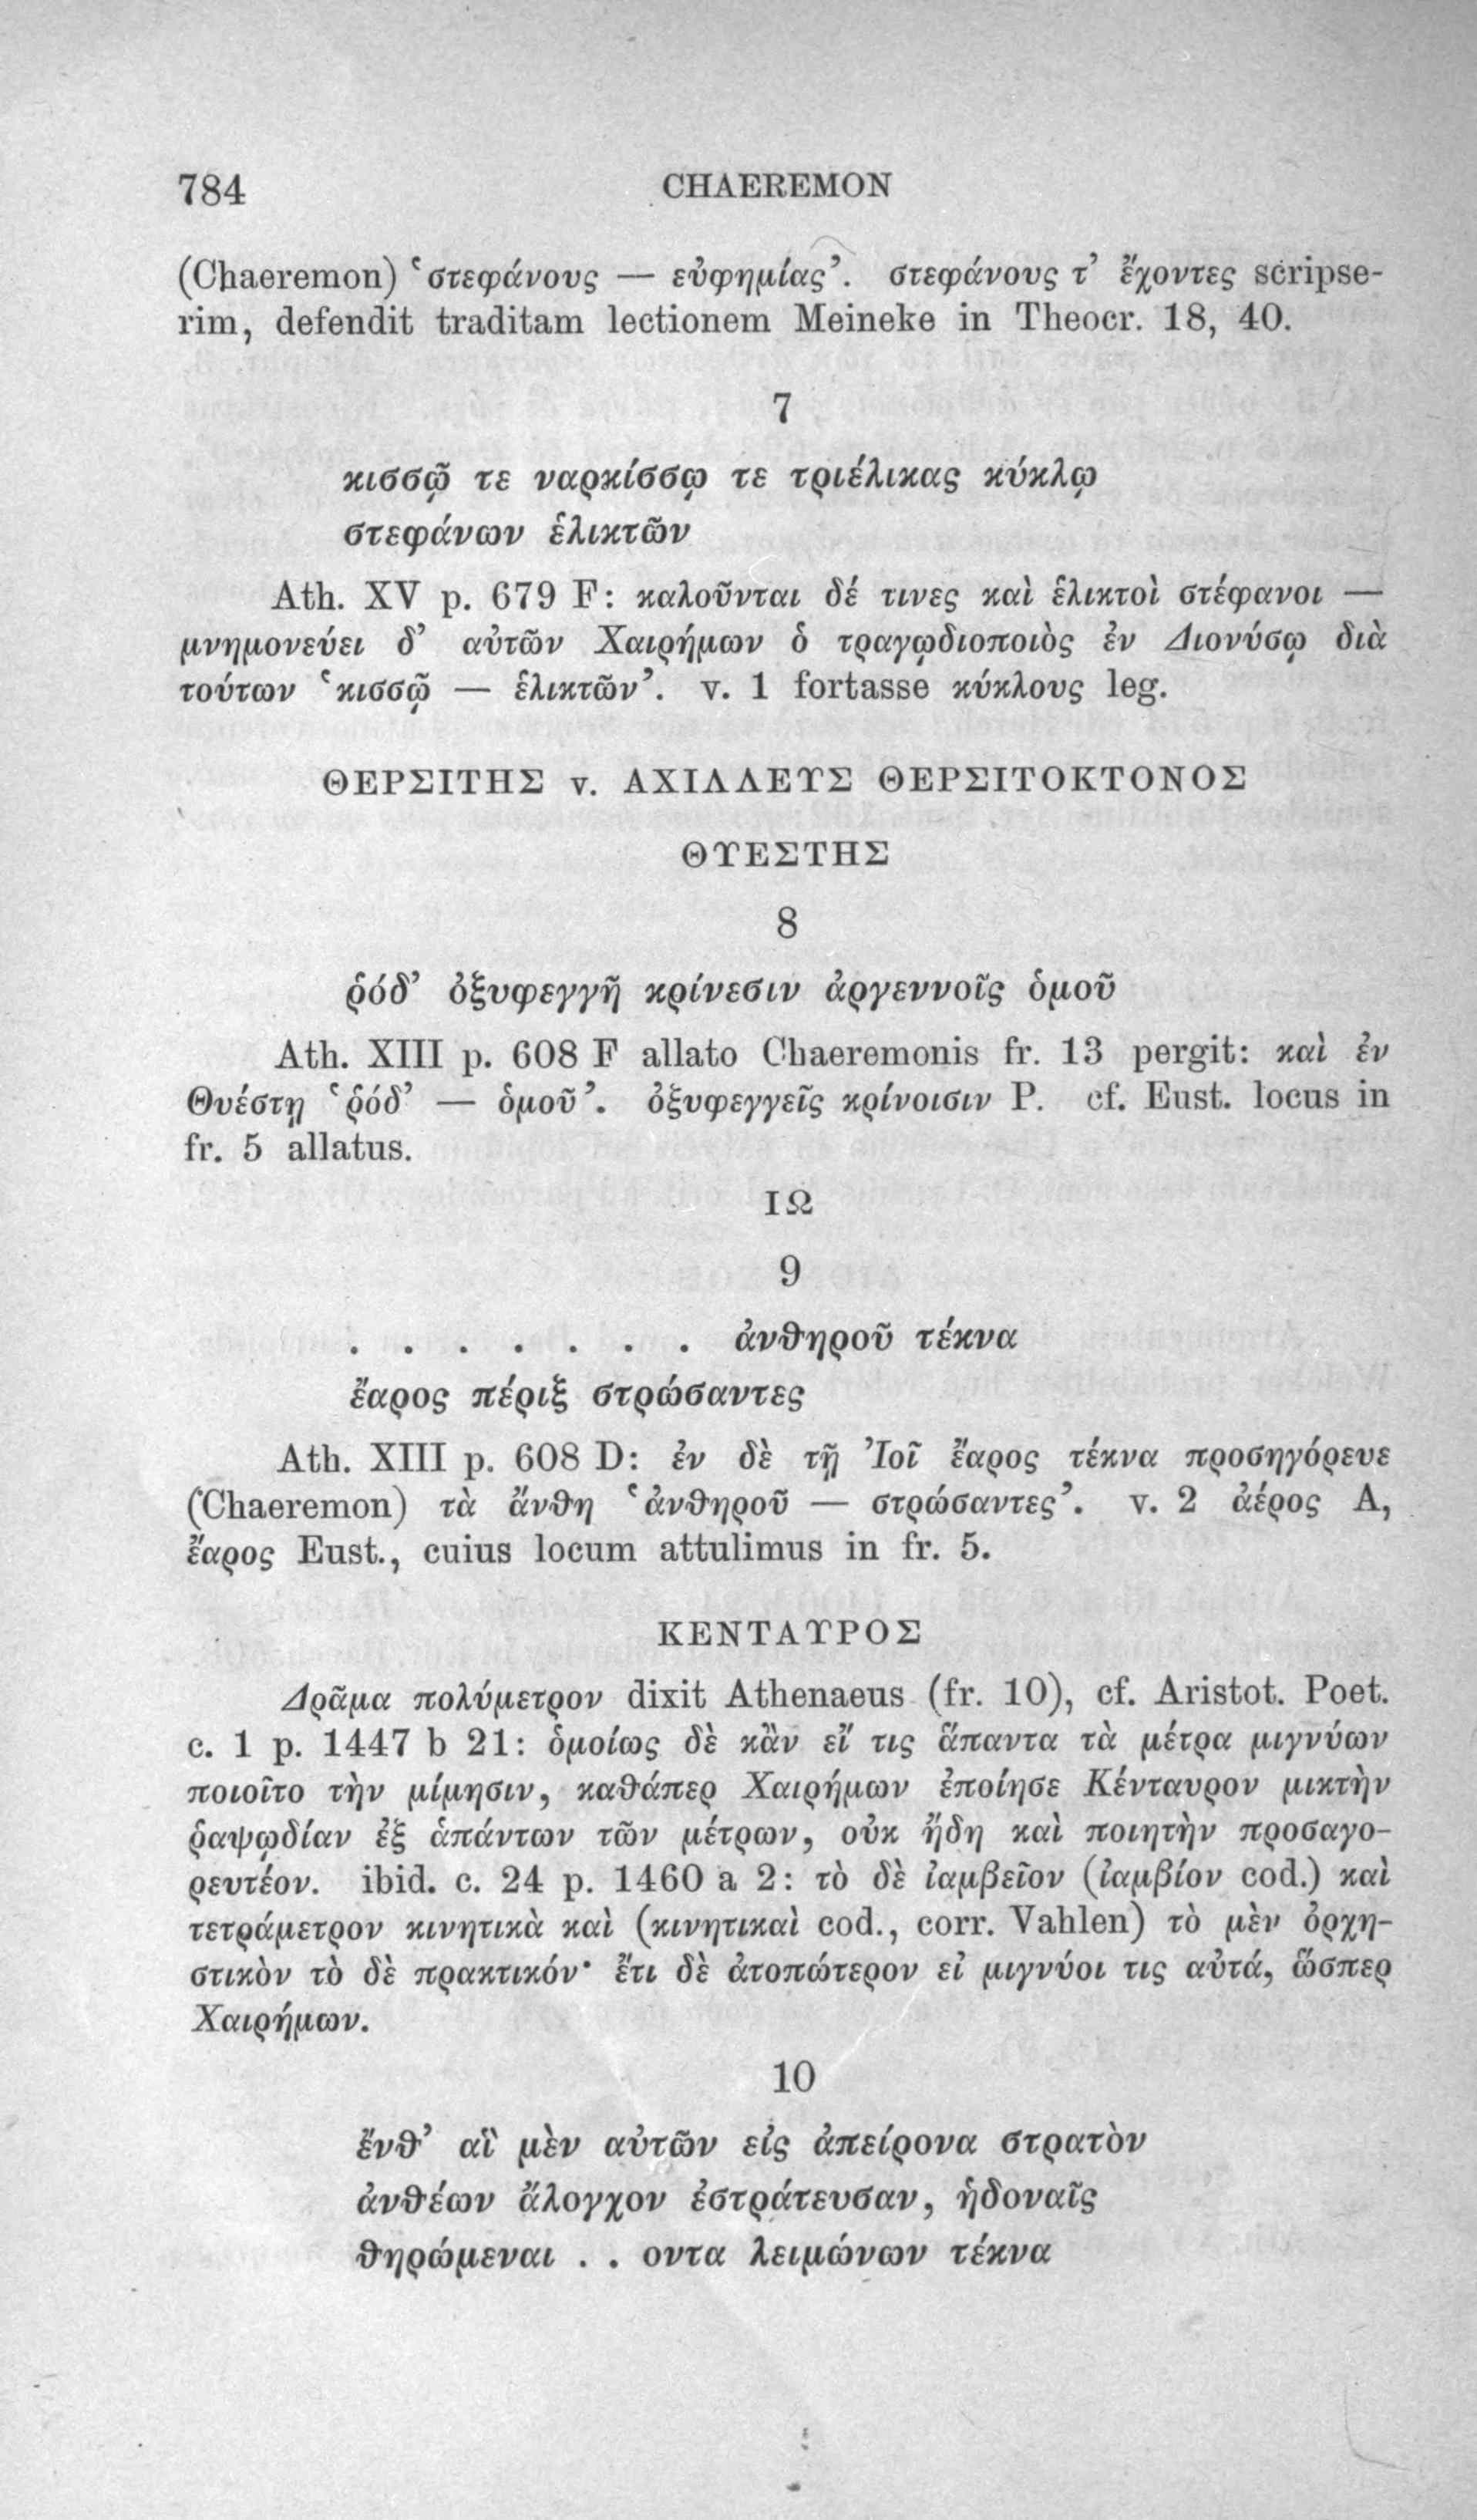 784
CHAEREMON
(Chaeremon) ‘στεφάνους — εὐφημίας’. στεφάνους τ’ ἔχοντες scripse-
rim, defendit traditam lectionem Meineke in Theocr. 18, 40.
7
κισσῷ τε ναρκίσσῳ τε τριέλικας κύκλῳ
στεφάνων ἑλικτῶν
Ath. XV p. 679 F: καλοῦνται δέ τινες καὶ ἑλικτοὶ στέφανοι —
μνημονεύει δ’ αὐτῶν Χαιρήμων ὁ τραγῳδιοποιὸς ἐν Διονύσῳ διὰ
τούτων ‘κισσῷ — ἑλικτῶν’. v. 1 fortasse κύκλους leg.
ΘΕΡΣΙΤΗΣ v. ΑΧΙΛΛΕΥΣ ΘΕΡΣΙΤΟΚΤΟΝΟΣ
ΘΥΕΣΤΗΣ
8
ῥόδ’ ὀξυφεγγῆ κρίνεσιν ἀργεννοῖς ὁμοῦ
Ath. XIII p. 608 F allato Chaeremonis fr. 13 pergit: καὶ ἐν
Θυέστῃ ‘ῥόδ’ — ὁμοῦ’. ὀξυφεγγεῖς κρίνοισιν P. cf. Eust. locus in
fr. 5 allatus.
ΙΩ
9
. . . . . . . ἀνθηροῦ τέκνα
ἔαρος πέριξ στρώσαντες
Ath. XIII p. 608 D: ἐν δὲ τῇ Ἰοῖ ἔαρος τέκνα προσηγόρευε
(Chaeremon) τὰ ἄνθη ‘ἀνθηροῦ — στρώσαντες’. v. 2 ἀέρος A,
ἔαρος Eust., cuius locum attulimus in fr. 5.
ΚΕΝΤΑΥΡΟΣ
Δρᾶμα πολύμετρον dixit Athenaeus (fr. 10), cf. Aristot. Poet.
c. 1 p. 1447 b 21: ὁμοίως δὲ κἂν εἴ τις ἅπαντα τὰ μέτρα μιγνύων
ποιοῖτο τὴν μίμησιν, καθάπερ Χαιρήμων ἐποίησε Κένταυρον μικτὴν
ῥαψῳδίαν ἐξ ἁπάντων τῶν μέτρων, οὐκ ἤδη καὶ ποιητὴν προσαγο-
ρευτέον. ibid. c. 24 p. 1460 a 2: τὸ δὲ ἰαμβεῖον (ἰαμβίον cod.) καὶ
τετράμετρον κινητικὰ καὶ (κινητικαὶ cod., corr. Vahlen) τὸ μὲν ὀρχη-
στικὸν τὸ δὲ πρακτικόν· ἔτι δὲ ἀτοπώτερον εἰ μιγνύοι τις αὐτά, ὥσπερ
Χαιρήμων.
10
ἔνθ’ αἳ μὲν αὐτῶν εἰς ἀπείρονα στρατὸν
ἀνθέων ἄλογχον ἐστράτευσαν, ἡδοναῖς
θηρώμεναι . . οντα λειμώνων τέκνα